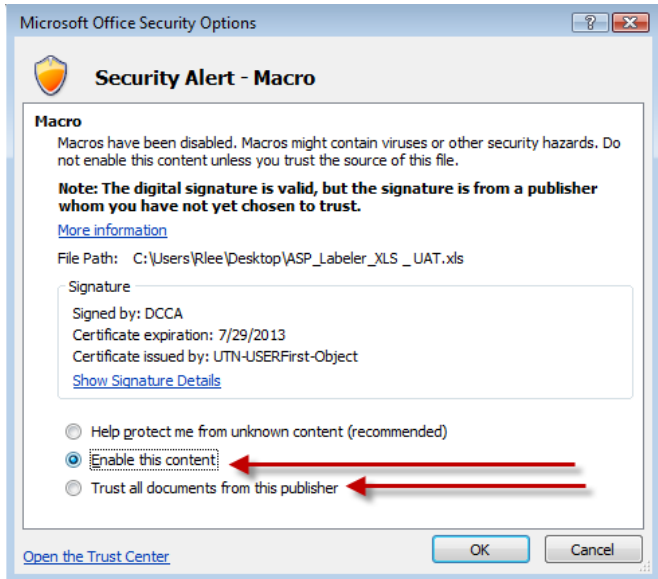 Microsoft Office Security Options
Security Alert - Macro
Macro
Macros have been disabled. Macros might contain viruses or other security hazards. Do
not enable this content unless you trust the source of this file.
Note: The digital signature is valid, but the signature is from a publisher
whom you have not yet chosen to trust.
More information
File Path: C:\Users\Rlee\Desktop\ASP_Labeler_XLS _ UAT.xls
Signature
Signed by: DCCA
Certificate expiration: 7/29/2013
Certificate issued by: UTN-USERFirst-Object
Show Signature Details
Help protect me from unknown content (recommended)
Enable this content
Trust all documents from this publisher
Open the Trust Center
OK
Cancel